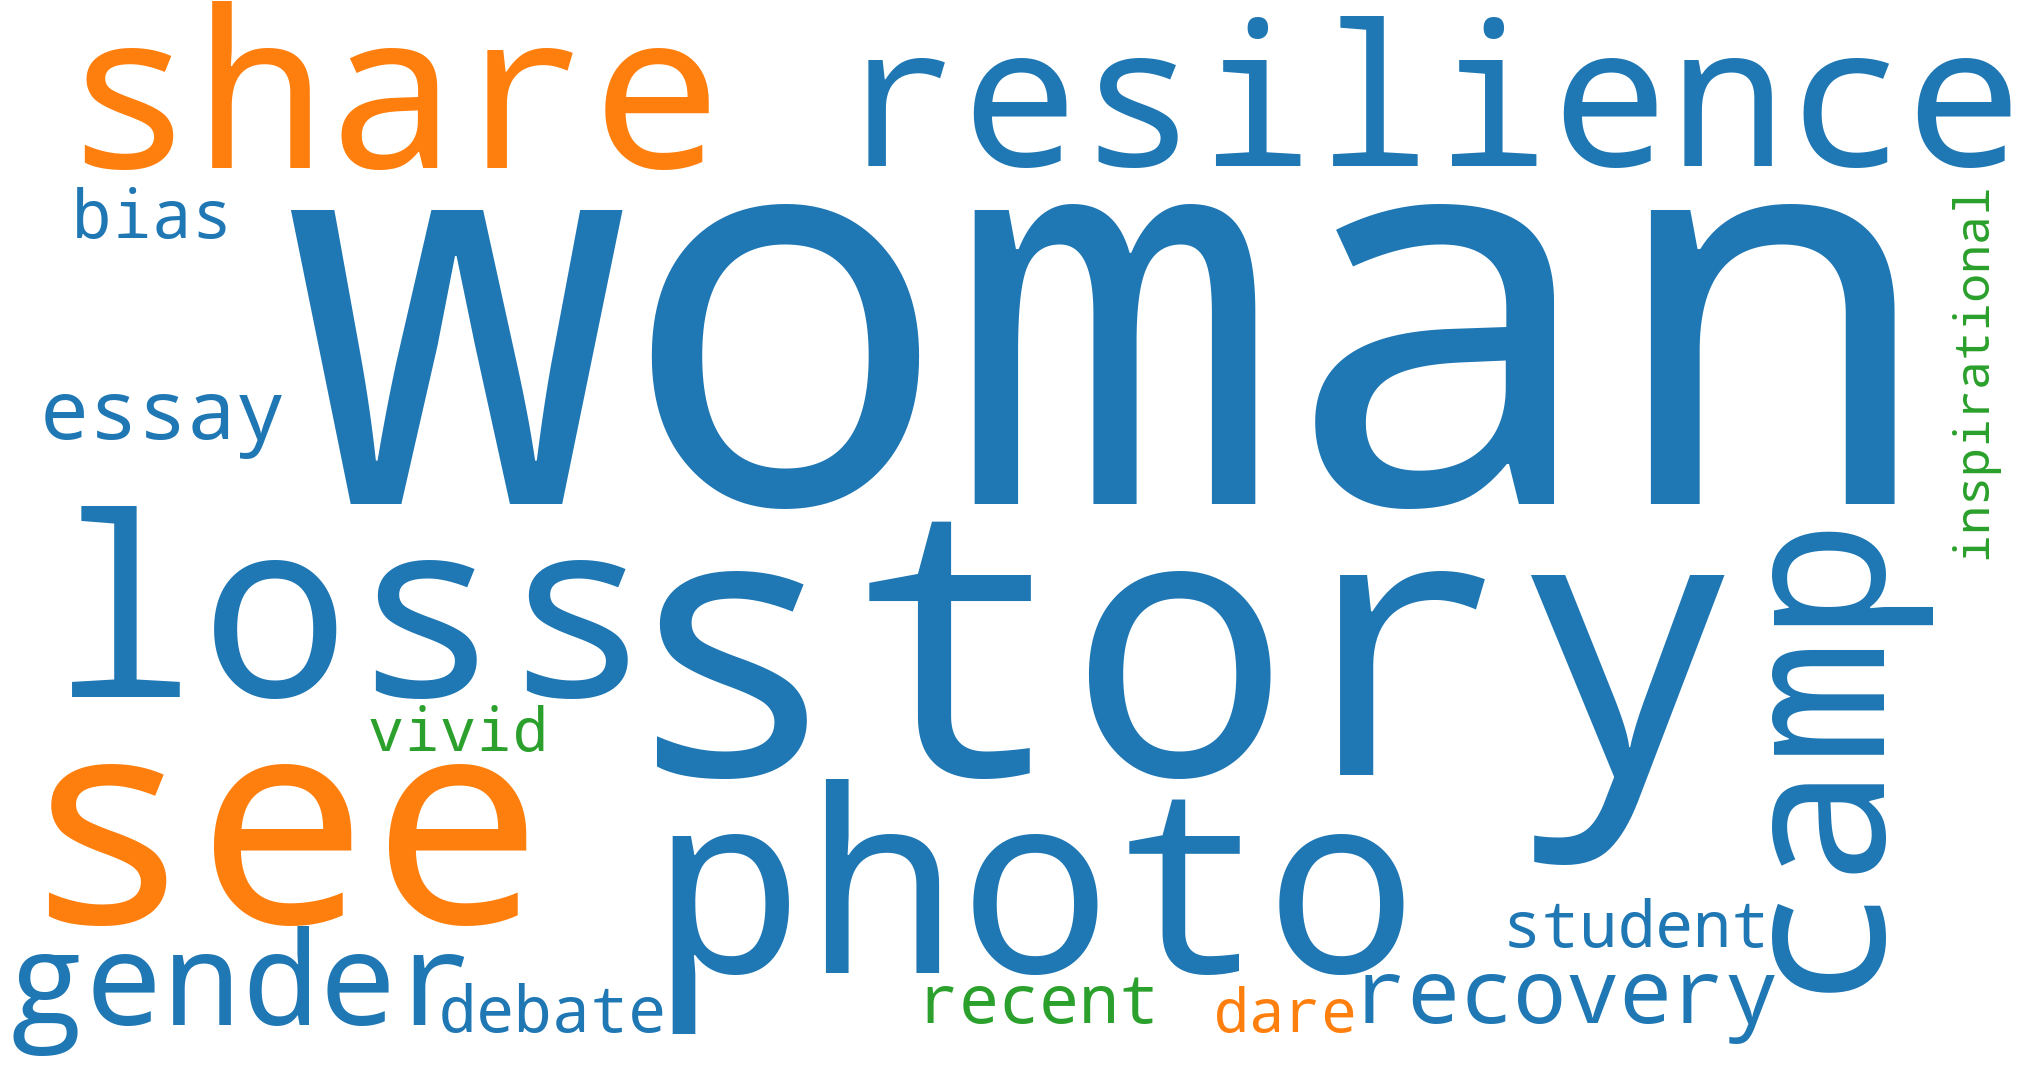 share resilience
bias
woman
inspirational
essay
loss
story
camp
vivid
see
photo
student
gender
debate
recent
dare
recovery